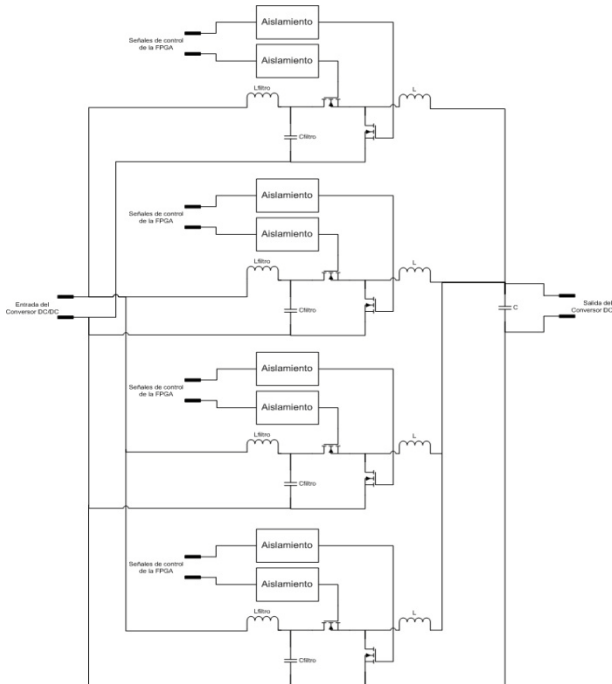 Aislamiento
Señales de control
de la FPGA
Aislamiento
Lfiltro
L
Cfiltro
Aislamiento
Señales de control
de la FPGA
Aislamiento
Lfiltro
L
Cfiltro
Entrada del
Conversor DC/DC
C
Salida del
Conversor DC
Aislamiento
Señales de control
de la FPGA
Aislamiento
Lfiltro
L
Cfiltro
Aislamiento
Señales de control
de la FPGA
Aislamiento
Lfiltro
L
Cfiltro